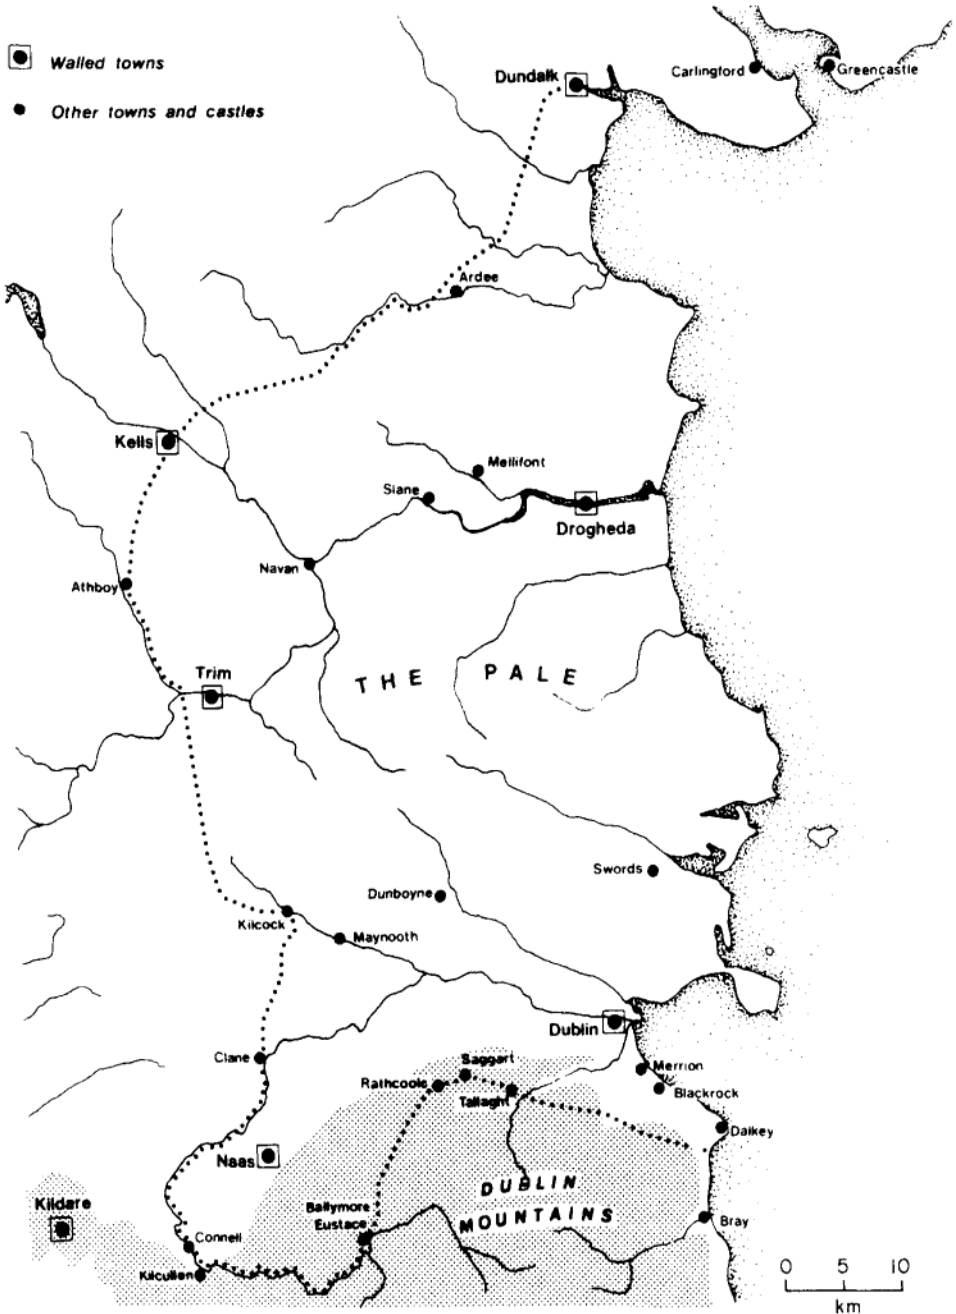 Walled towns
Other towns and castles
Dundalk
Carlingford
Greencastle
Ardee
Kells
Mellifont
Slane
Drogheda
Navan
Athboy
Trim
THE PALE
Swords
Dunboyne
Kilcock
Maynooth
Dublin
Clane
Saggart
Merrion
Rathcoole
Blackrock
Tallaght
Dalkey
Naas
DUBLIN
MOUNTAINS
Kildare
Ballymore
Eustace
Bray
Connell
Kilcullen
0 5 10
km